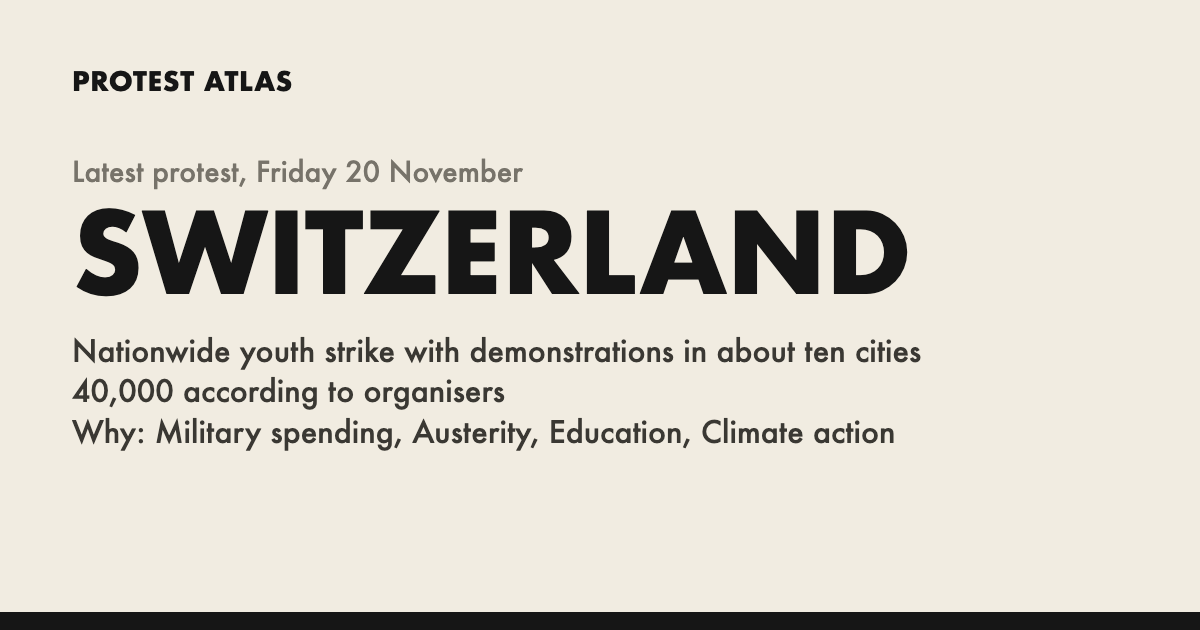 PROTEST ATLAS
Latest protest, Friday 20 November
SWITZERLAND
Nationwide youth strike with demonstrations in about ten cities
40,000 according to organisers
Why: Military spending, Austerity, Education, Climate action